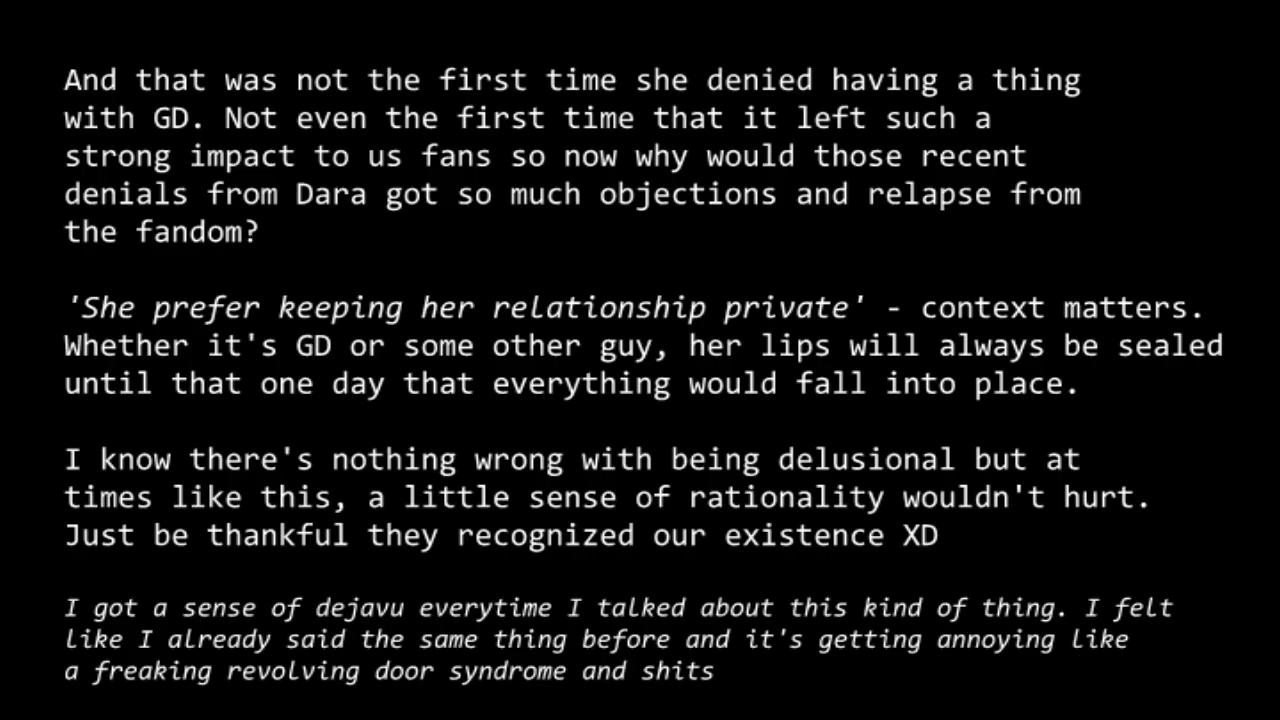 And that was not the first time she denied having a thing
with GD. Not even the first time that it left such a
strong impact to us fans so now why would those recent
denials from Dara got so much objections and relapse from
the fandom?
'She prefer keeping her relationship private' - context matters.
Whether it's GD or some other guy, her lips will always be sealed
until that one day that everything would fall into place.
I know there's nothing wrong with being delusional but at
times like this, a little sense of rationality wouldn't hurt.
Just be thankful they recognized our existence XD
I got a sense of dejavu everytime I talked about this kind of thing. I felt
like I already said the same thing before and it's getting annoying like
a freaking revolving door syndrome and shits